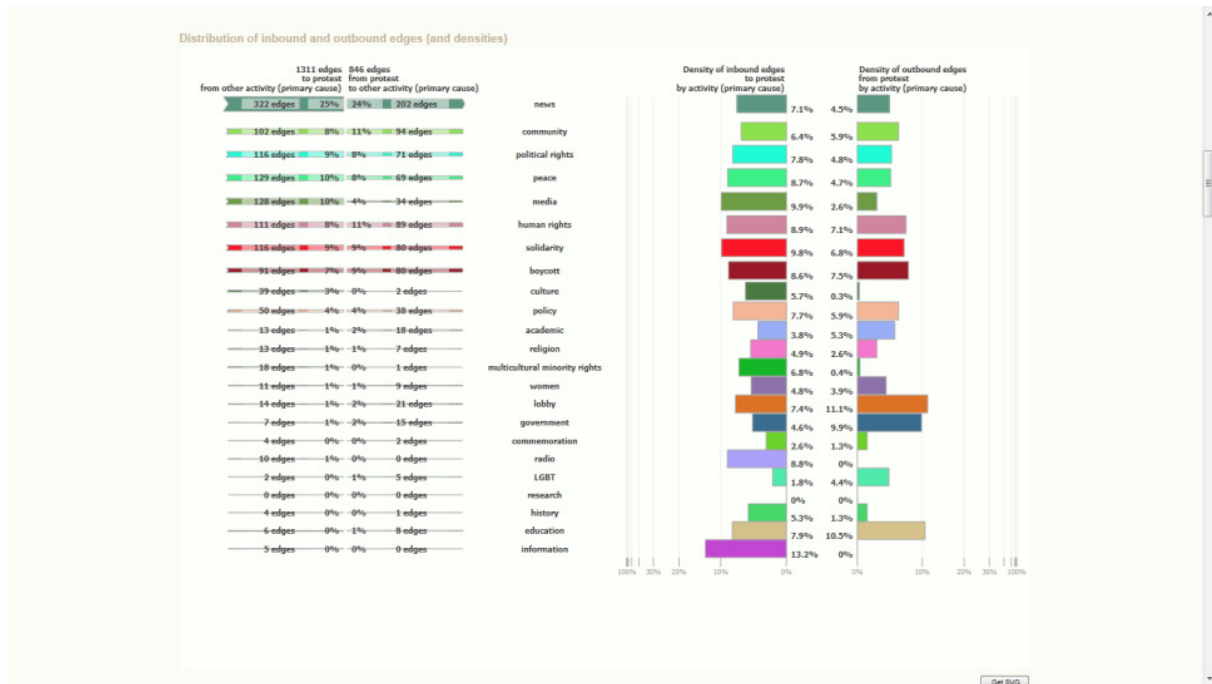 Distribution of inbound and outbound edges (and densities)
1311 edges 846 edges
to protest from protest
from other activity (primary cause) to other activity (primary cause)
Density of inbound edges Density of outbound edges
to protest from protest
by activity (primary cause) by activity (primary cause)
322 edges 25% 24% 202 edges news 7.1% 4.5%
102 edges 8% 11% 94 edges community 6.4% 5.9%
116 edges 9% 8% 71 edges political rights 7.8% 4.8%
129 edges 10% 8% 69 edges peace 8.7% 4.7%
128 edges 10% 4% 34 edges media 9.9% 2.6%
111 edges 8% 11% 89 edges human rights 8.9% 7.1%
116 edges 9% 9% 80 edges solidarity 9.8% 6.8%
91 edges 7% 9% 80 edges boycott 8.6% 7.5%
39 edges 3% 0% 2 edges culture 5.7% 0.3%
50 edges 4% 4% 38 edges policy 7.7% 5.9%
13 edges 1% 2% 18 edges academic 3.8% 5.3%
13 edges 1% 1% 7 edges religion 4.9% 2.6%
18 edges 1% 0% 1 edges multicultural minority rights 6.8% 0.4%
11 edges 1% 1% 9 edges women 4.8% 3.9%
14 edges 1% 2% 21 edges lobby 7.4% 11.1%
7 edges 1% 2% 15 edges government 4.6% 9.9%
4 edges 0% 0% 2 edges commemoration 2.6% 1.3%
10 edges 1% 0% 0 edges radio 8.8% 0%
2 edges 0% 1% 5 edges LGBT 1.8% 4.4%
0 edges 0% 0% 0 edges research 0% 0%
4 edges 0% 0% 1 edges history 5.3% 1.3%
6 edges 0% 1% 8 edges education 7.9% 10.5%
5 edges 0% 0% 0 edges information 13.2% 0%
100% 30% 20% 10% 0% 0% 10% 20% 30% 100%
Get SVG